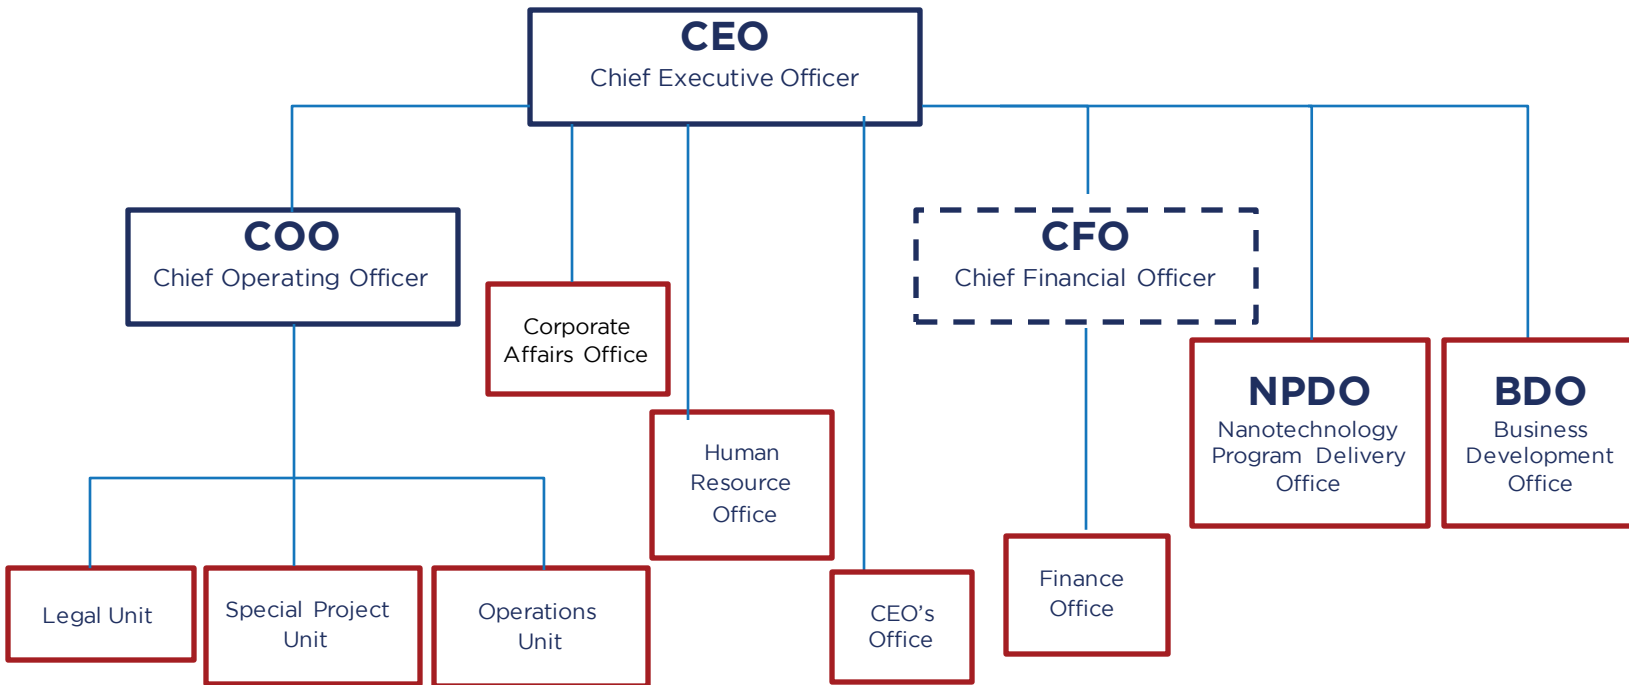 CEO
Chief Executive Officer
COO
Chief Operating Officer
CFO
Chief Financial Officer
Corporate
Affairs Office
NPDO
Nanotechnology
Program Delivery
Office
BDO
Business
Development
Office
Human
Resource
Office
Legal Unit
Special Project
Unit
Operations
Unit
CEO’s
Office
Finance
Office